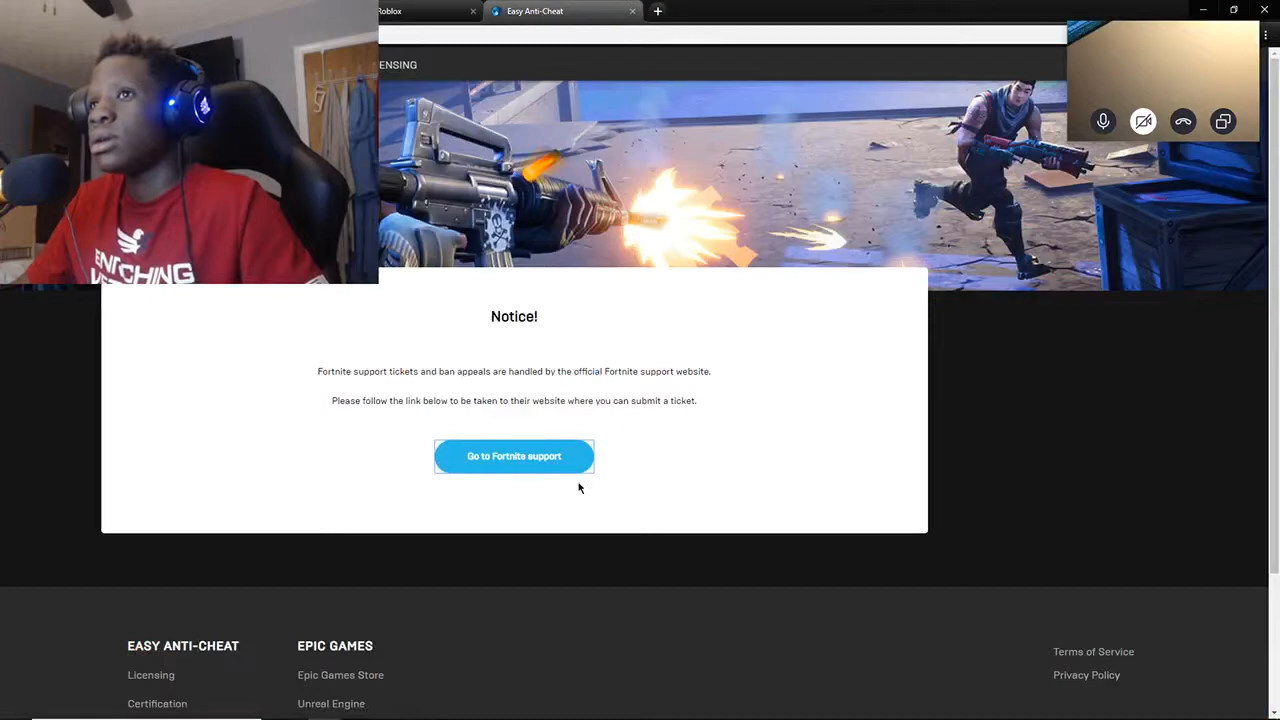 Roblox
Easy Anti-Cheat
ENSING
Notice!
Fortnite support tickets and ban appeals are handled by the official Fortnite support website.
Please follow the link below to be taken to their website where you can submit a ticket.
Go to Fortnite support
EASY ANTI-CHEAT
Licensing
Certification
EPIC GAMES
Epic Games Store
Unreal Engine
Terms of Service
Privacy Policy